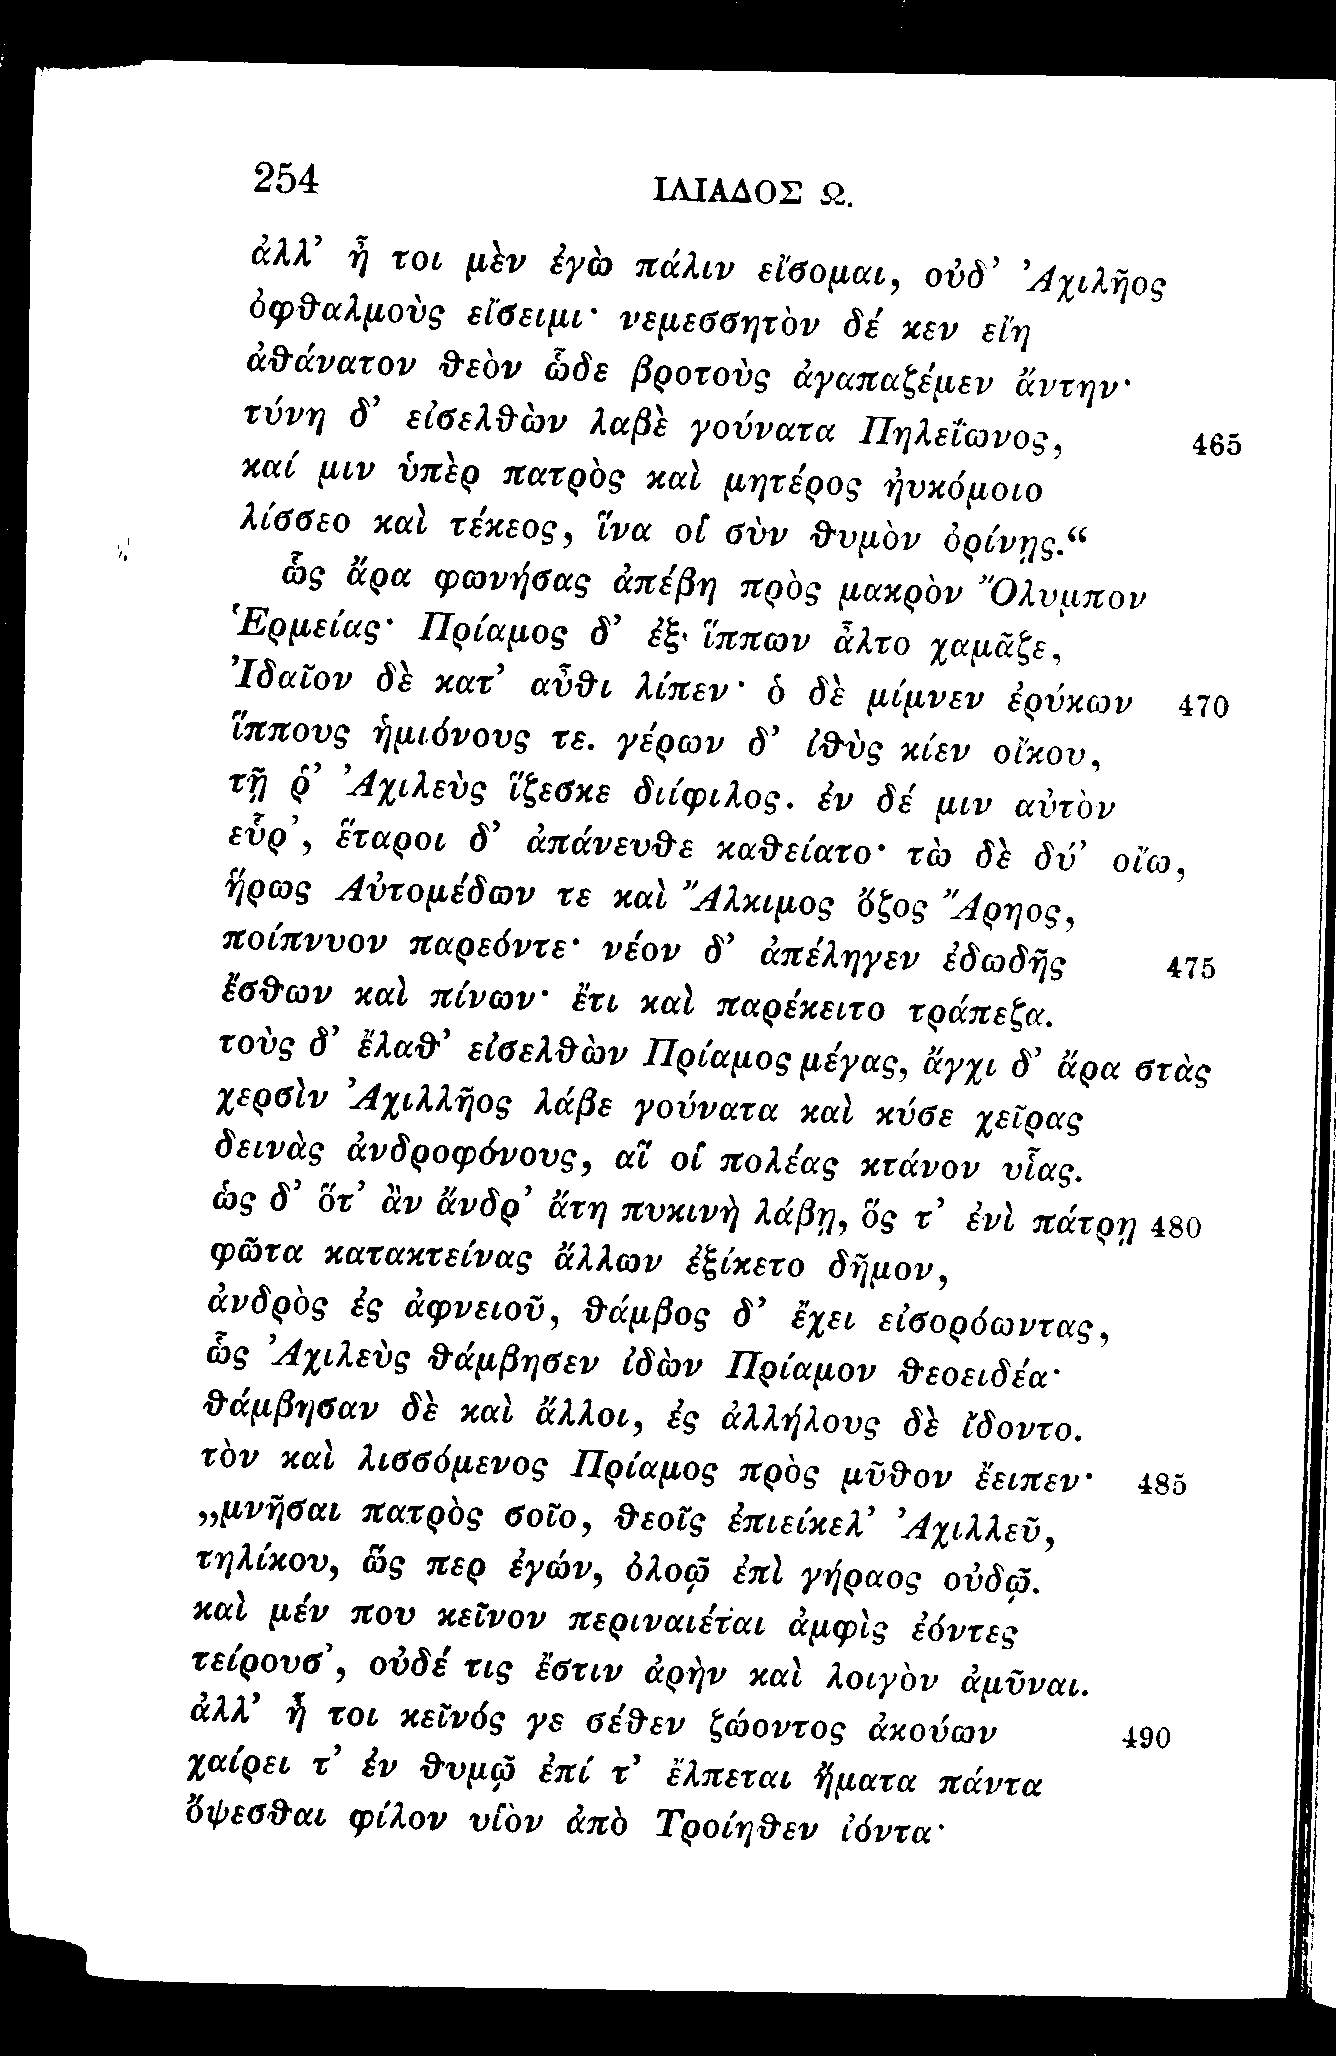 254 ΙΛΙΑΔΟΣ Ω.
ἀλλ’ ἦ τοι μὲν ἐγὼ πάλιν εἴσομαι, οὐδ’ Ἀχιλῆος
ὀφθαλμοὺς εἴσειμι· νεμεσσητὸν δέ κεν εἴη
ἀθάνατον θεὸν ὧδε βροτοὺς ἀγαπαζέμεν ἄντην·
τύνη δ’ εἰσελθὼν λαβὲ γούνατα Πηλεΐωνος, 465
καί μιν ὑπὲρ πατρὸς καὶ μητέρος ἠυκόμοιο
λίσσεο καὶ τέκεος, ἵνα οἱ σὺν θυμὸν ὀρίνῃς.“
ὣς ἄρα φωνήσας ἀπέβη πρὸς μακρὸν Ὄλυμπον
Ἑρμείας· Πρίαμος δ’ ἐξ ἵππων ἆλτο χαμᾶζε,
Ἰδαῖον δὲ κατ’ αὖθι λίπεν· ὁ δὲ μίμνεν ἐρύκων 470
ἵππους ἡμιόνους τε. γέρων δ’ ἰθὺς κίεν οἴκου,
τῇ ῥ’ Ἀχιλεὺς ἵζεσκε διίφιλος. ἐν δέ μιν αὐτὸν
εὗρ’, ἕταροι δ’ ἀπάνευθε καθείατο· τὼ δὲ δύ’ οἴω,
ἥρως Αὐτομέδων τε καὶ Ἄλκιμος ὄζος Ἄρηος,
ποίπνυον παρεόντε· νέον δ’ ἀπέληγεν ἐδωδῆς 475
ἔσθων καὶ πίνων· ἔτι καὶ παρέκειτο τράπεζα.
τοὺς δ’ ἔλαθ’ εἰσελθὼν Πρίαμος μέγας, ἄγχι δ’ ἄρα στὰς
χερσὶν Ἀχιλλῆος λάβε γούνατα καὶ κύσε χεῖρας
δεινὰς ἀνδροφόνους, αἵ οἱ πολέας κτάνον υἷας.
ὡς δ’ ὅτ’ ἂν ἄνδρ’ ἄτη πυκινὴ λάβῃ, ὅς τ’ ἐνὶ πάτρῃ 480
φῶτα κατακτείνας ἄλλων ἐξίκετο δῆμον,
ἀνδρὸς ἐς ἀφνειοῦ, θάμβος δ’ ἔχει εἰσορόωντας,
ὣς Ἀχιλεὺς θάμβησεν ἰδὼν Πρίαμον θεοειδέα·
θάμβησαν δὲ καὶ ἄλλοι, ἐς ἀλλήλους δὲ ἴδοντο.
τὸν καὶ λισσόμενος Πρίαμος πρὸς μῦθον ἔειπεν· 485
„μνῆσαι πατρὸς σοῖο, θεοῖς ἐπιείκελ’ Ἀχιλλεῦ,
τηλίκου, ὥς περ ἐγών, ὀλοῷ ἐπὶ γήραος οὐδῷ.
καὶ μέν που κεῖνον περιναιέται ἀμφὶς ἐόντες
τείρουσ’, οὐδέ τις ἔστιν ἀρὴν καὶ λοιγὸν ἀμῦναι.
ἀλλ’ ἦ τοι κεῖνός γε σέθεν ζώοντος ἀκούων 490
χαίρει τ’ ἐν θυμῷ ἐπί τ’ ἔλπεται ἤματα πάντα
ὄψεσθαι φίλον υἱὸν ἀπὸ Τροίηθεν ἰόντα·